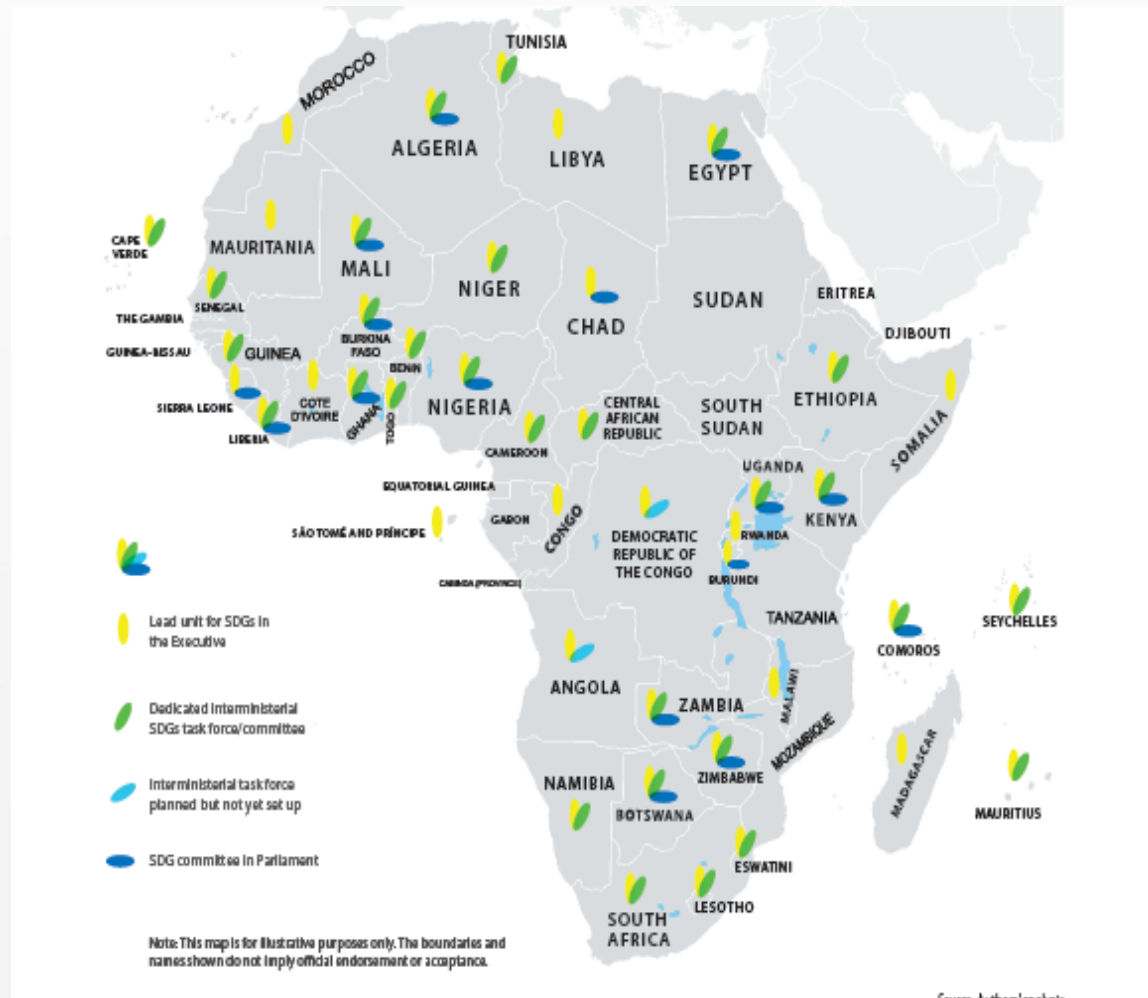 TUNISIA
MOROCCO
ALGERIA
LIBYA
EGYPT
CAPE
VERDE
MAURITANIA
MALI
NIGER
CHAD
SUDAN
ERITREA
DJIBOUTI
SENEGAL
THE GAMBIA
GUINEA-BISSAU
GUINEA
BURKINA
FASO
BENIN
SIERRA LEONE
LIBERIA
COTE
D'IVOIRE
GHANA
TOGO
NIGERIA
CAMEROON
CENTRAL
AFRICAN
REPUBLIC
SOUTH
SUDAN
ETHIOPIA
SOMALIA
UGANDA
KENYA
EQUATORIAL GUINEA
GABON
CONGO
SÃO TOMÉ AND PRÍNCIPE
DEMOCRATIC
REPUBLIC OF
THE CONGO
RWANDA
BURUNDI
CABINDA (PROVINCE)
TANZANIA
SEYCHELLES
COMOROS
ANGOLA
ZAMBIA
MALAWI
MOZAMBIQUE
ZIMBABWE
NAMIBIA
BOTSWANA
MADAGASCAR
MAURITIUS
ESWATINI
LESOTHO
SOUTH
AFRICA
Lead unit for SDGs in
the Executive
Dedicated interministerial
SDGs task force/committee
Interministerial task force
planned but not yet set up
SDG committee in Parliament
Note: This map is for illustrative purposes only. The boundaries and
names shown do not imply official endorsement or acceptance.